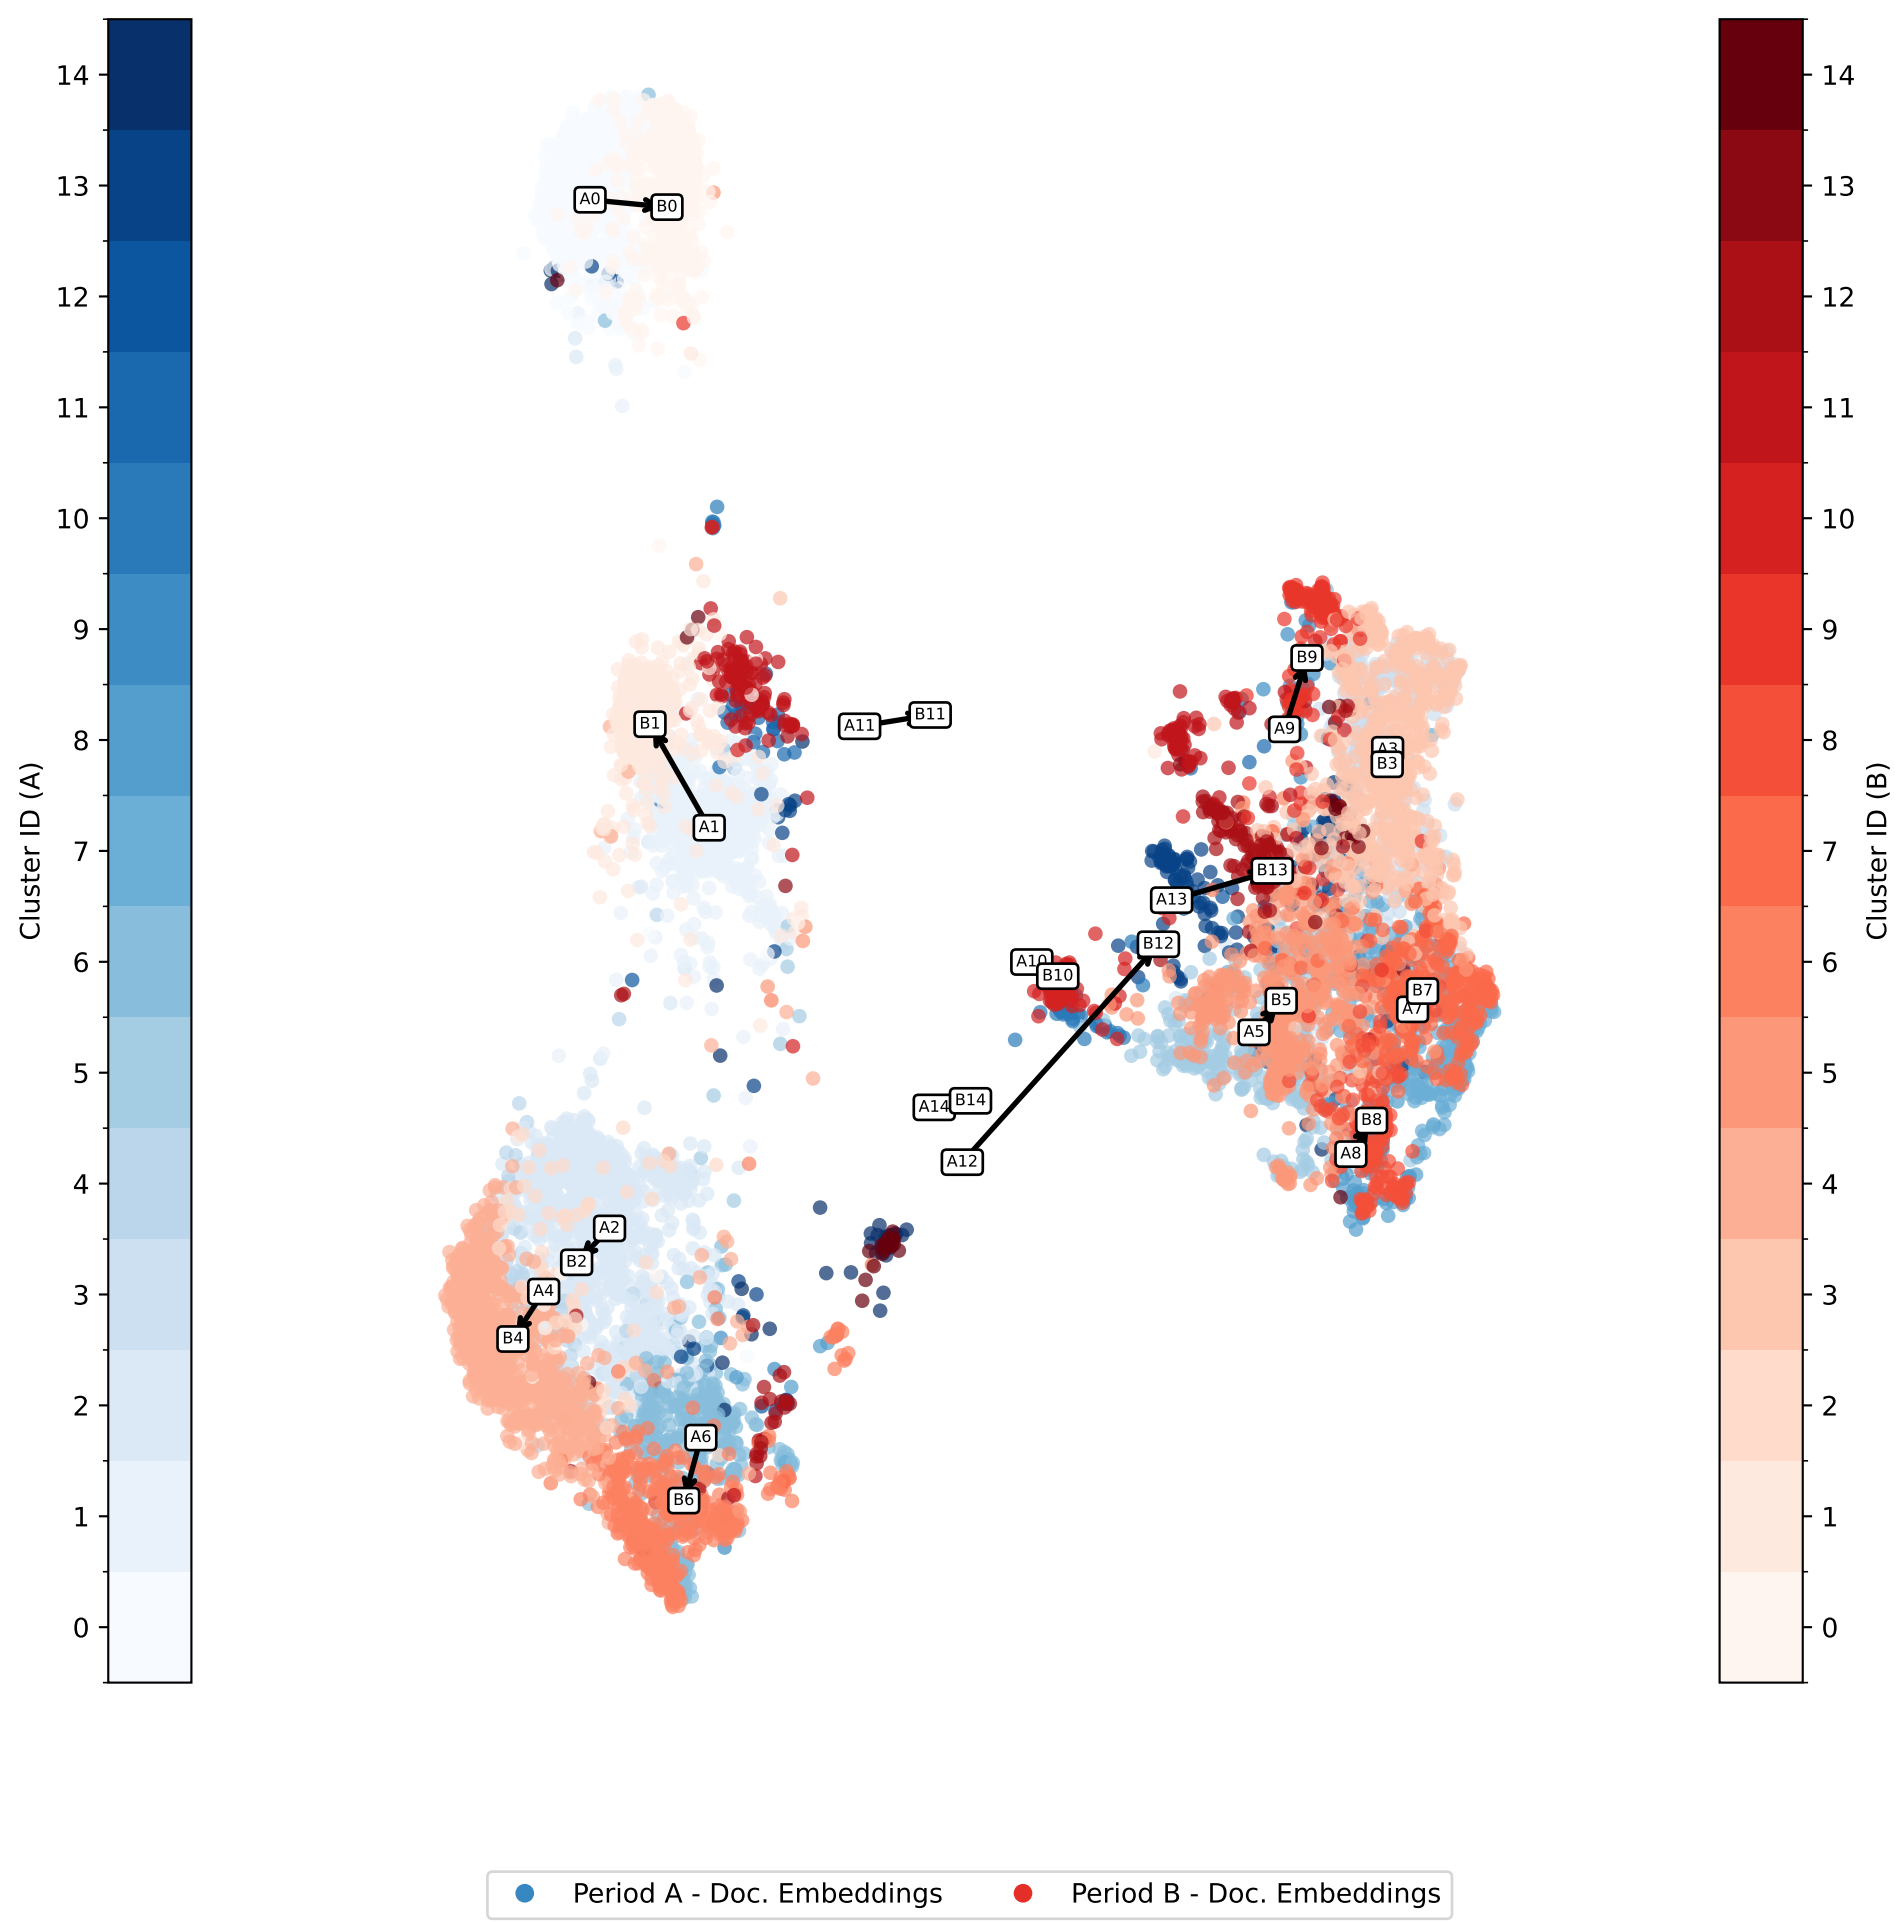 14
13
12
11
10
9
8
7
6
5
4
3
2
1
0
Cluster ID (A)
A0
B0
B1
A1
A11
B11
B9
A9
A3
B3
B13
A13
B12
A10
B10
B5
A5
B7
A7
A14
B14
A12
B8
A8
A2
B2
A4
B4
A6
B6
14
13
12
11
10
9
8
7
6
5
4
3
2
1
0
Cluster ID (B)
Period A - Doc. Embeddings
Period B - Doc. Embeddings